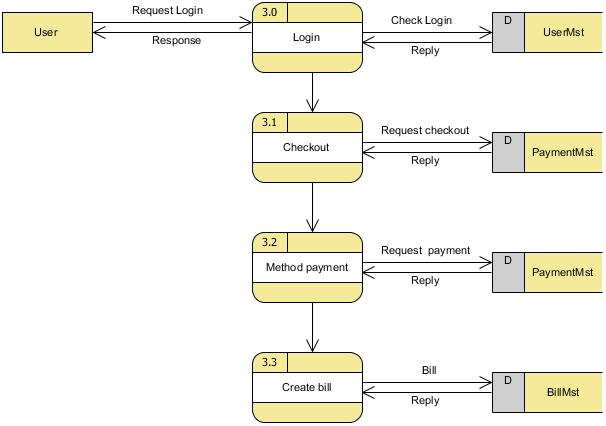 Request Login
3.0
D
Check Login
User
Login
UserMst
Response
Reply
3.1
Request checkout
D
Checkout
PaymentMst
Reply
3.2
Request  payment
D
Method payment
PaymentMst
Reply
3.3
Bill
D
Create bill
BillMst
Reply